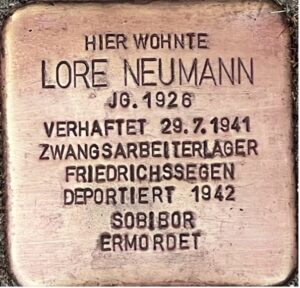 HIER WOHNTE
LORE NEUMANN
JG. 1926
VERHAFTET 29.7.1941
ZWANGSARBEITERLAGER
FRIEDRICHSSEGEN
DEPORTIERT 1942
SOBIBOR
ERMORDET